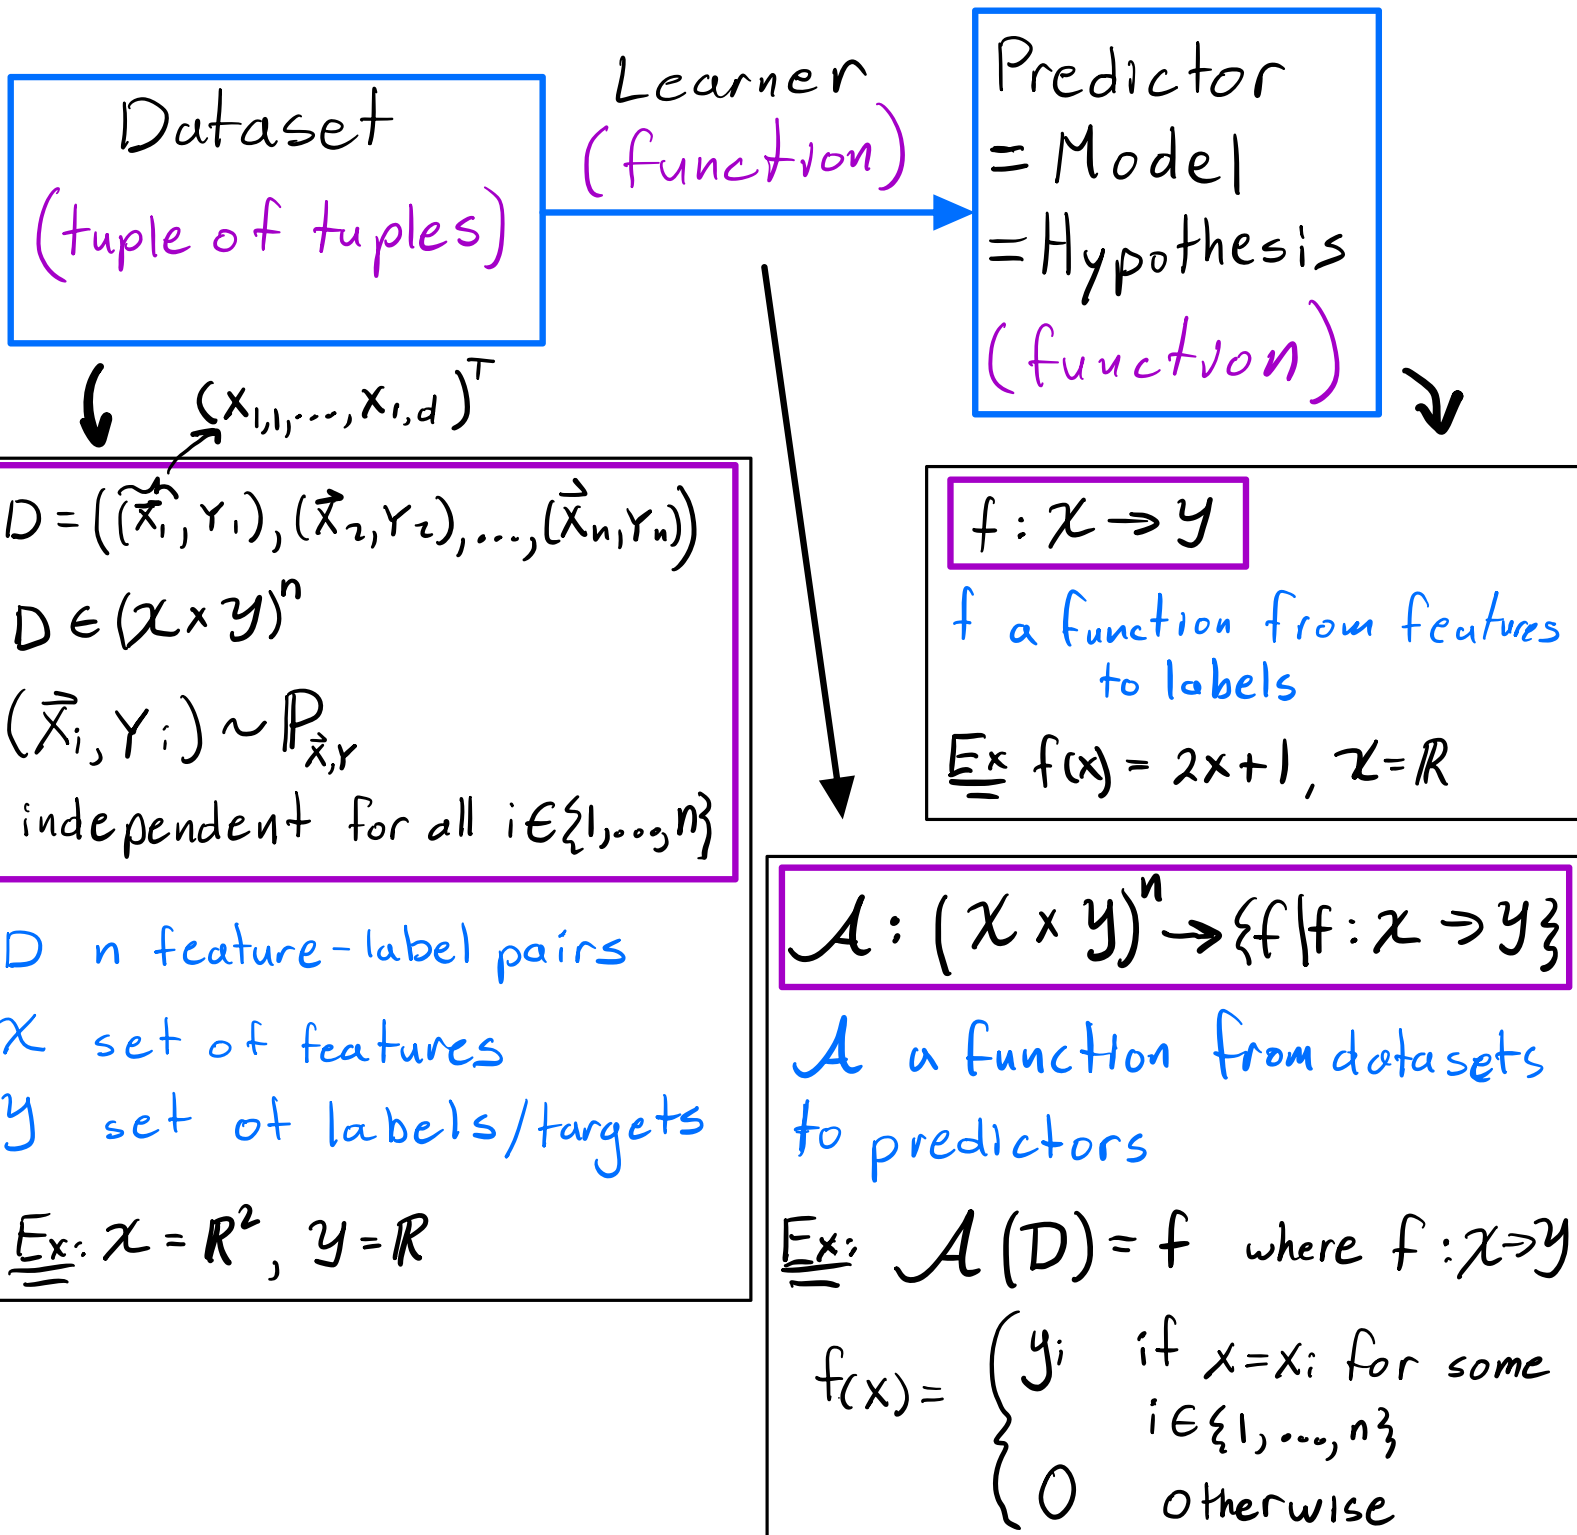 Dataset
(tuple of tuples)
Learner
(function)
Predictor
= Model
= Hypothesis
(function)
(x₁,₁, ..., x₁,d)ᵀ
D = ((X⃗₁, Y₁), (X⃗₂, Y₂), ..., (X⃗ₙ, Yₙ))
D ∈ (𝒳 × 𝒴)ⁿ
(X⃗ᵢ, Yᵢ) ~ ℙ_X⃗,Y
independent for all i ∈ {1, ..., n}
D n feature-label pairs
𝒳 set of features
𝒴 set of labels/targets
Ex: 𝒳 = ℝ², 𝒴 = ℝ
f : 𝒳 → 𝒴
f a function from features
to labels
Ex f(x) = 2x+1, 𝒳 = ℝ
𝒜 : (𝒳 × 𝒴)ⁿ → {f | f : 𝒳 → 𝒴}
𝒜 a function from datasets
to predictors
Ex: 𝒜(D) = f where f : 𝒳 → 𝒴
f(x) = { yᵢ if x = xᵢ for some
i ∈ {1, ..., n}
0 otherwise